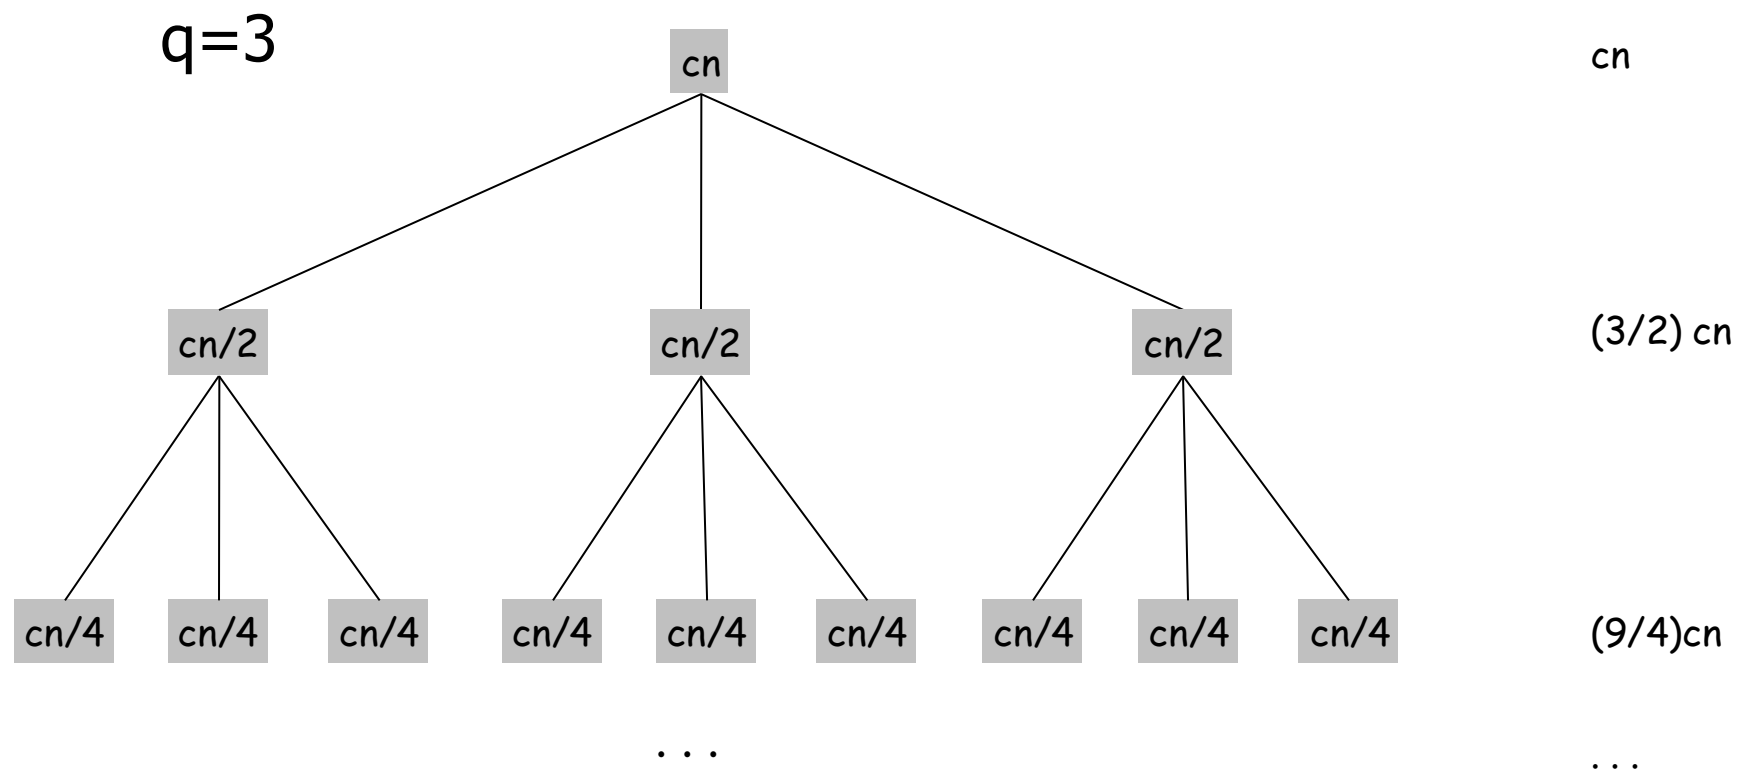 q=3
cn
cn
cn/2 cn/2 cn/2
(3/2) cn
cn/4 cn/4 cn/4 cn/4 cn/4 cn/4 cn/4 cn/4 cn/4
(9/4)cn
. . .
. . .